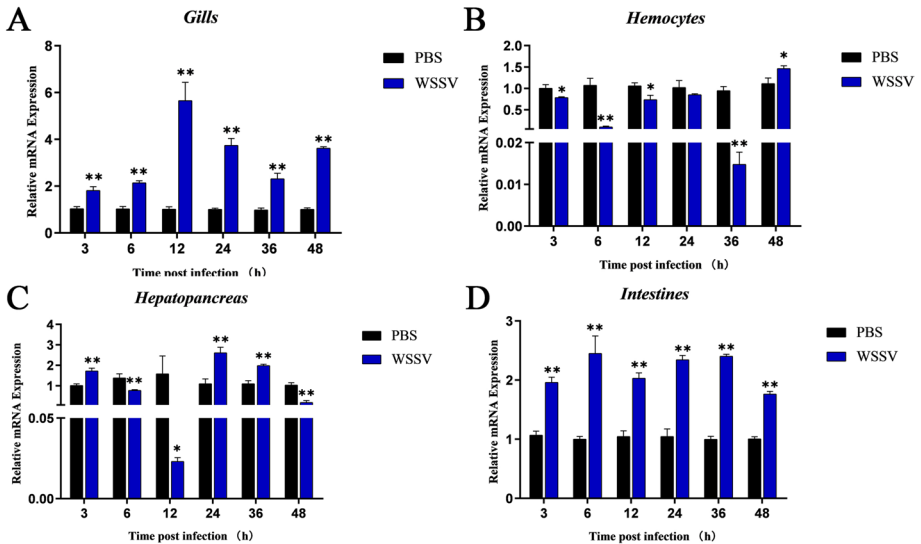 A
Gills
Relative mRNA Expression
8
6
4
2
0
** ** ** ** ** **
3 6 12 24 36 48
Time post infection (h)
PBS
WSSV
B
Hemocytes
Relative mRNA Expression
2.0
1.5
1.0
0.5
0.02
0.01
0.00
* ** * ** *
3 6 12 24 36 48
Time post infection (h)
PBS
WSSV
C
Hepatopancreas
Relative mRNA Expression
4
3
2
1
0.05
0.00
** ** * ** ** **
3 6 12 24 36 48
Time post infection (h)
PBS
WSSV
D
Intestines
Relative mRNA Expression
3
2
1
0
** ** ** ** ** **
3 6 12 24 36 48
Time post infection (h)
PBS
WSSV